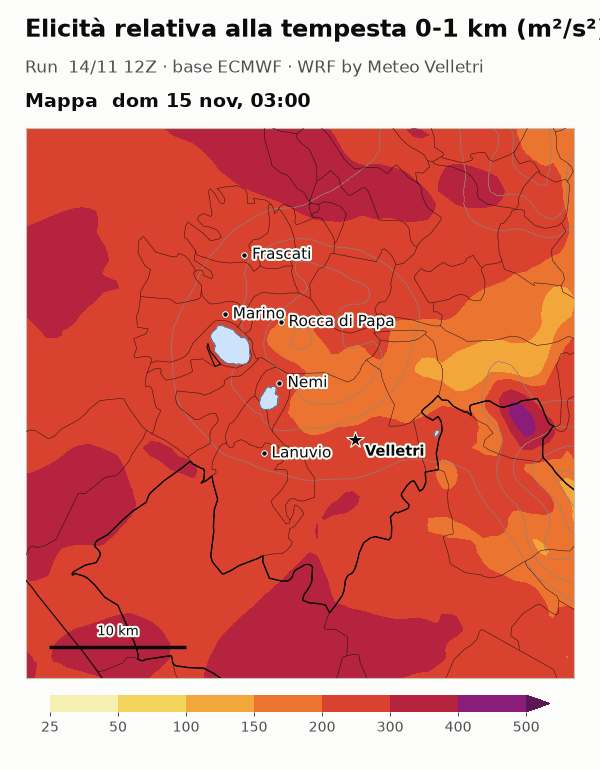 Elicità relativa alla tempesta 0-1 km (m²/s²)
Run 14/11 12Z · base ECMWF · WRF by Meteo Velletri
Mappa dom 15 nov, 03:00
Frascati
Marino
Rocca di Papa
Nemi
Velletri
Lanuvio
10 km
25 50 100 150 200 300 400 500